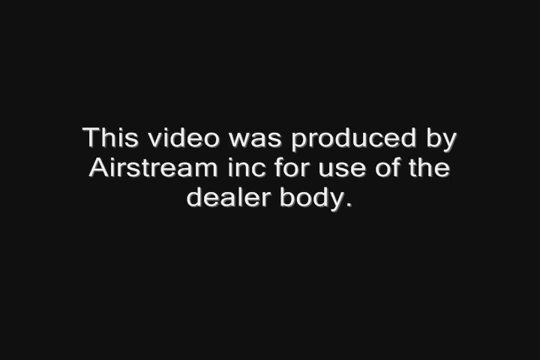 This video was produced by
Airstream inc for use of the
dealer body.